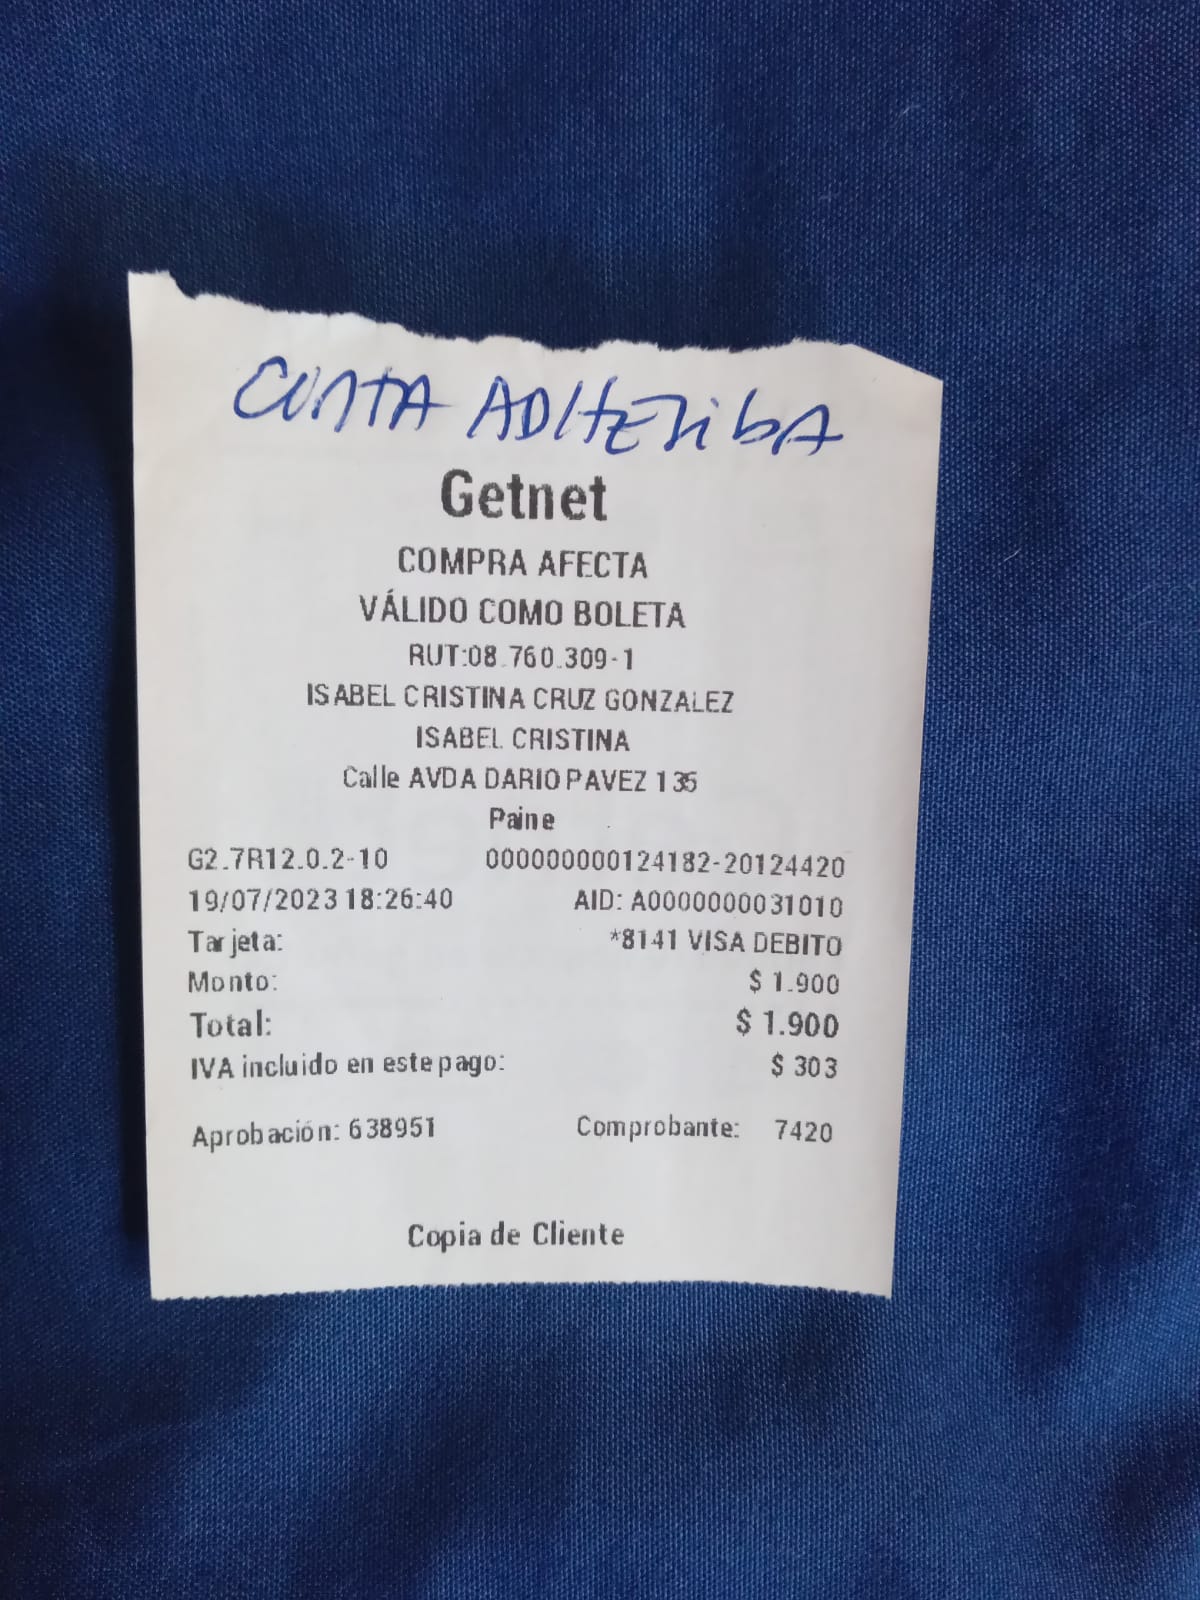 Getnet
COMPRA AFECTA
VÁLIDO COMO BOLETA
RUT:08.760.309-1
ISABEL CRISTINA CRUZ GONZALEZ
ISABEL CRISTINA
Calle AVDA DARIO PAVEZ 135
Paine
G2.7R12.0.2-10 000000000124182-20124420
19/07/2023 18:26:40 AID: A0000000031010
Tarjeta: *8141 VISA DEBITO
Monto: $ 1.900
Total: $ 1.900
IVA incluido en este pago: $ 303
Aprobación: 638951 Comprobante: 7420
Copia de Cliente